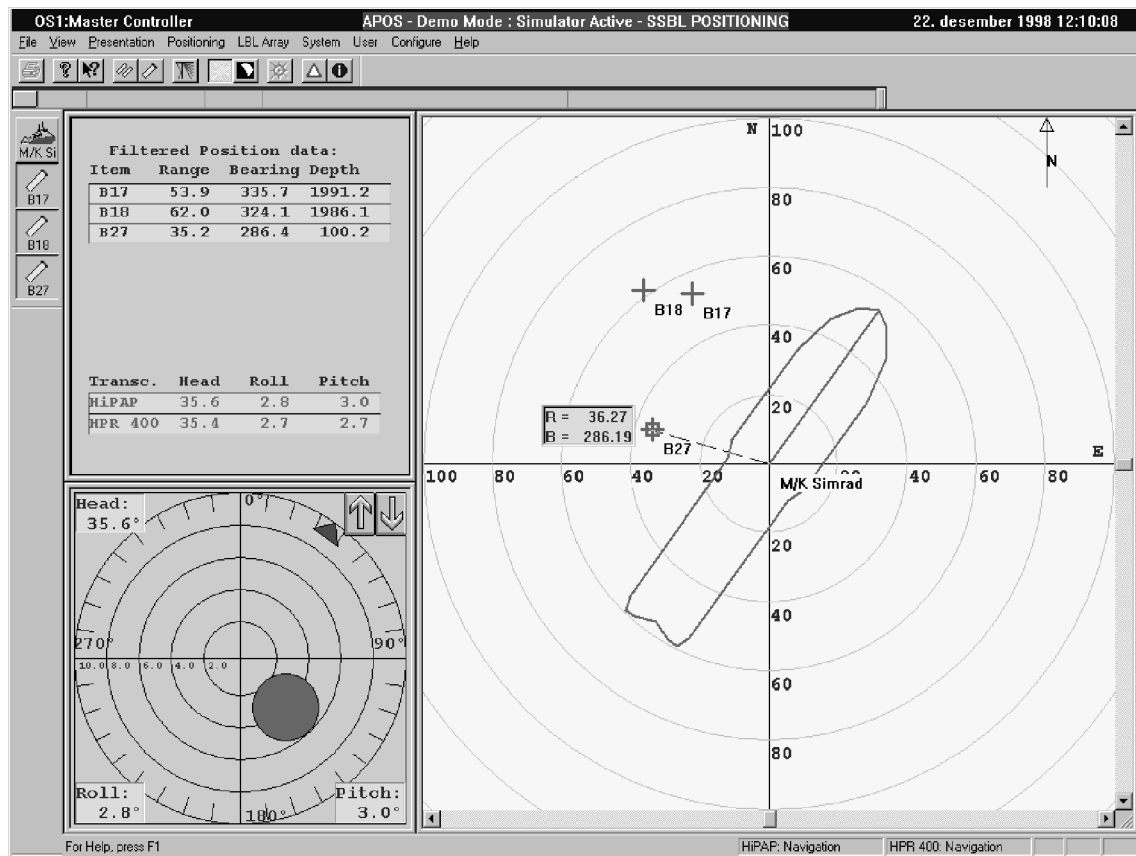 OS1:Master Controller APOS - Demo Mode : Simulator Active - SSBL POSITIONING 22. desember 1998 12:10:08
File View Presentation Positioning LBL Array System User Configure Help
M/K Si
B17
B18
B27
Filtered Position data:
Item Range Bearing Depth
B17 53.9 335.7 1991.2
B18 62.0 324.1 1986.1
B27 35.2 286.4 100.2
Transc. Head Roll Pitch
HiPAP 35.6 2.8 3.0
HPR 400 35.4 2.7 2.7
Head:
35.6°
0°
270°
90°
10.0 8.0 6.0 4.0 2.0
Roll:
2.8°
180°
Pitch:
3.0°
N 100
N
80
60
B18 B17
40
20
R = 36.27
B = 286.19
B27
E
100 80 60 40 20 40 60 80
M/K Simrad
20
40
60
80
For Help, press F1 HiPAP: Navigation HPR 400: Navigation